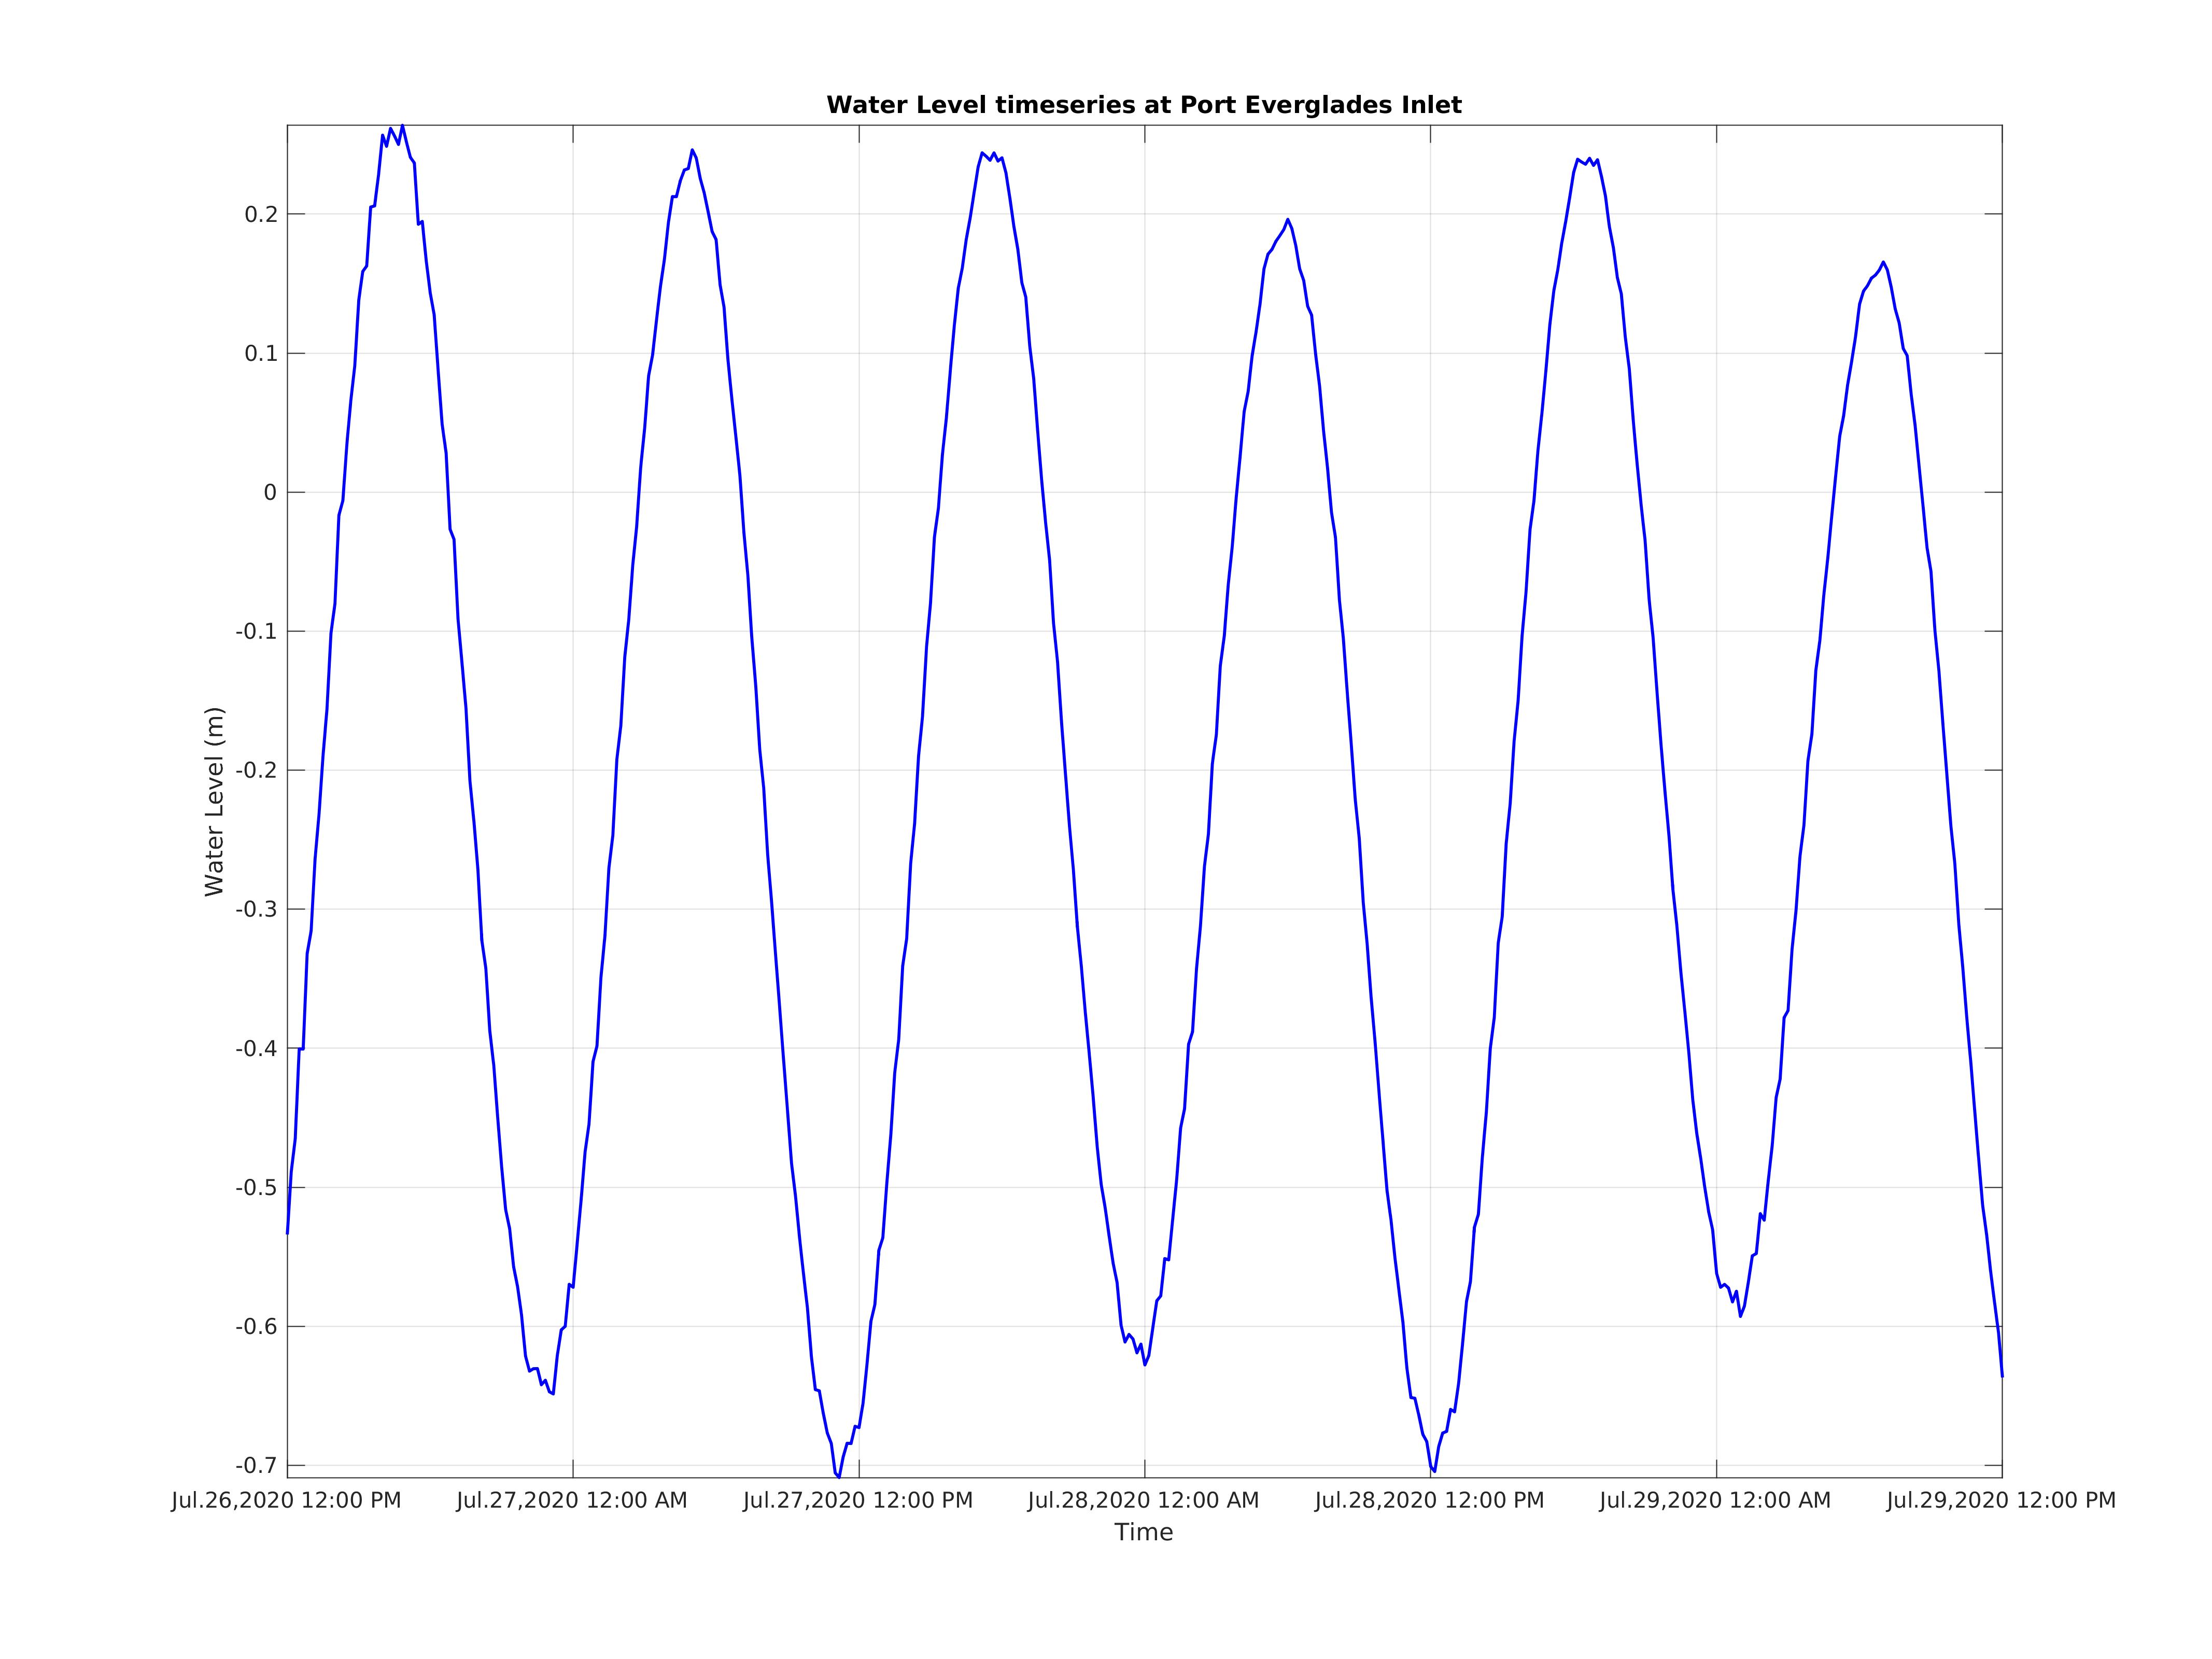 Water Level timeseries at Port Everglades Inlet
0.2
0.1
0
-0.1
-0.2
-0.3
-0.4
-0.5
-0.6
-0.7
Water Level (m)
Jul.26,2020 12:00 PM Jul.27,2020 12:00 AM Jul.27,2020 12:00 PM Jul.28,2020 12:00 AM Jul.28,2020 12:00 PM Jul.29,2020 12:00 AM Jul.29,2020 12:00 PM
Time